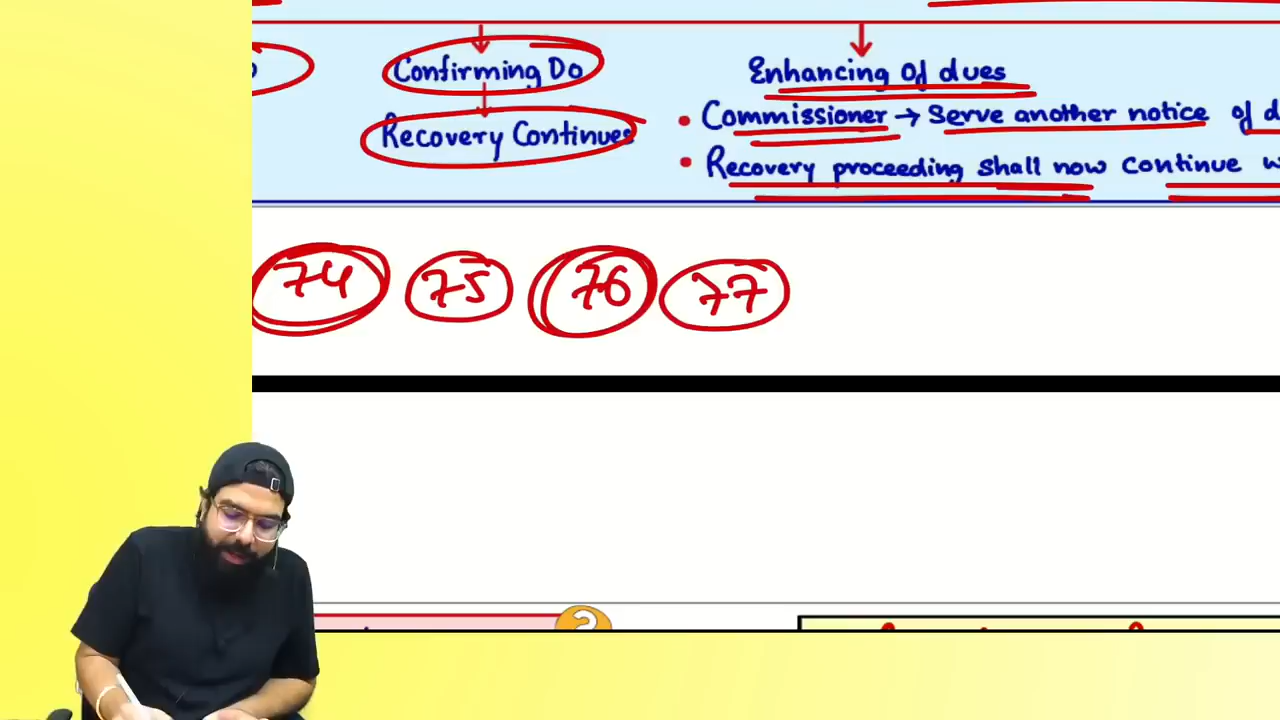 Confirming Do
Recovery Continues
Enhancing Of dues
• Commissioner → Serve another notice of d
• Recovery proceeding shall now continue w
74 75 76 77
?